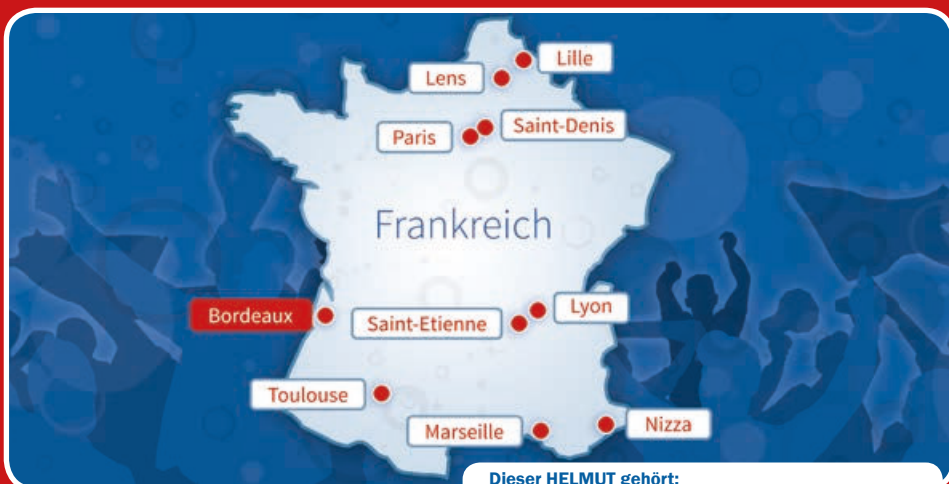 Lille
Lens
Saint-Denis
Paris
Frankreich
Bordeaux
Lyon
Saint-Etienne
Toulouse
Marseille
Nizza
Dieser HELMUT gehört: